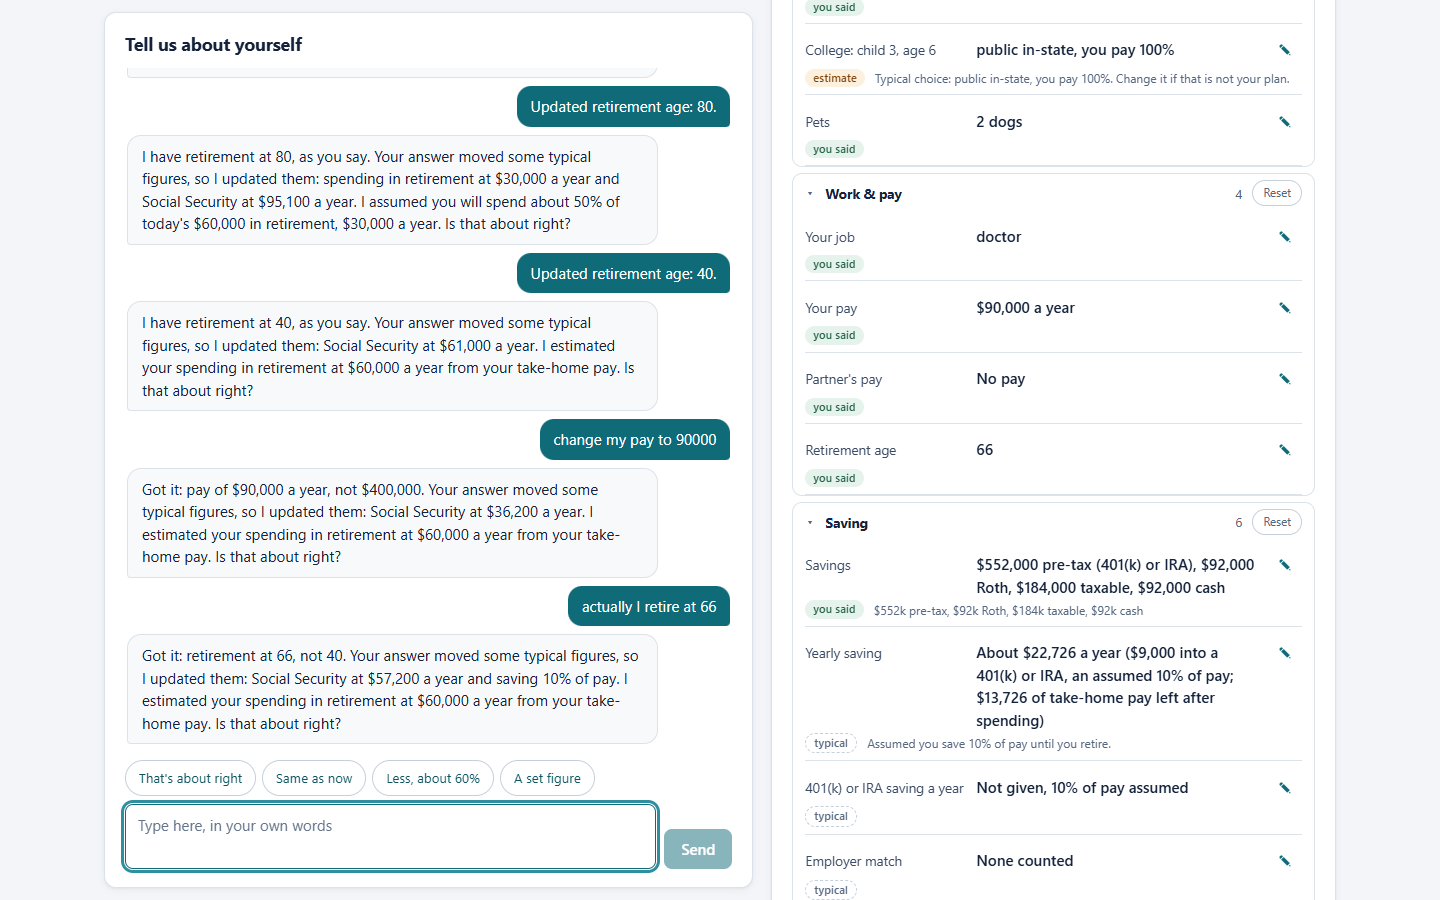 Tell us about yourself
Updated retirement age: 80.
I have retirement at 80, as you say. Your answer moved some typical
figures, so I updated them: spending in retirement at $30,000 a year and
Social Security at $95,100 a year. I assumed you will spend about 50% of
today's $60,000 in retirement, $30,000 a year. Is that about right?
Updated retirement age: 40.
I have retirement at 40, as you say. Your answer moved some typical
figures, so I updated them: Social Security at $61,000 a year. I estimated
your spending in retirement at $60,000 a year from your take-home pay. Is
that about right?
change my pay to 90000
Got it: pay of $90,000 a year, not $400,000. Your answer moved some
typical figures, so I updated them: Social Security at $36,200 a year. I
estimated your spending in retirement at $60,000 a year from your take-
home pay. Is that about right?
actually I retire at 66
Got it: retirement at 66, not 40. Your answer moved some typical figures, so
I updated them: Social Security at $57,200 a year and saving 10% of pay. I
estimated your spending in retirement at $60,000 a year from your take-
home pay. Is that about right?
That's about right
Same as now
Less, about 60%
A set figure
Type here, in your own words
Send
you said
College: child 3, age 6
public in-state, you pay 100%
estimate
Typical choice: public in-state, you pay 100%. Change it if that is not your plan.
Pets
2 dogs
you said
Work & pay
4
Reset
Your job
doctor
you said
Your pay
$90,000 a year
you said
Partner's pay
No pay
you said
Retirement age
66
you said
Saving
6
Reset
Savings
$552,000 pre-tax (401(k) or IRA), $92,000
Roth, $184,000 taxable, $92,000 cash
you said
$552k pre-tax, $92k Roth, $184k taxable, $92k cash
Yearly saving
About $22,726 a year ($9,000 into a
401(k) or IRA, an assumed 10% of pay;
$13,726 of take-home pay left after
spending)
typical
Assumed you save 10% of pay until you retire.
401(k) or IRA saving a year
Not given, 10% of pay assumed
typical
Employer match
None counted
typical